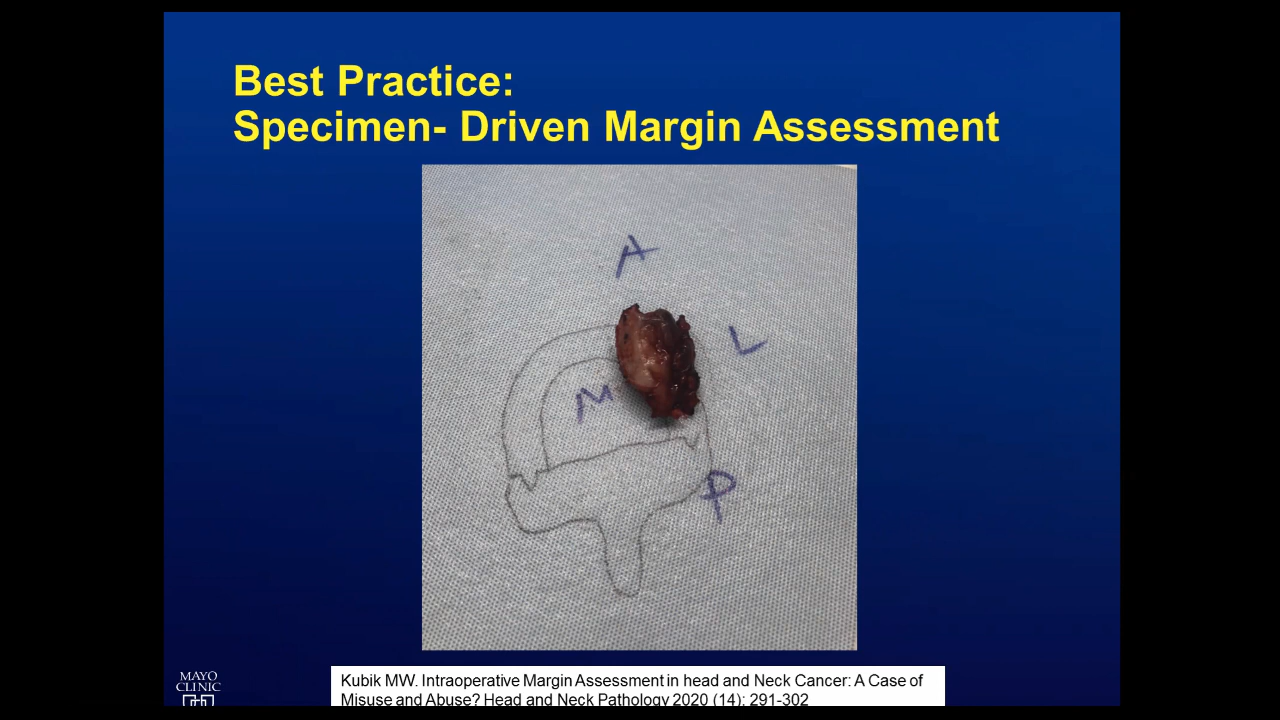 Best Practice:
Specimen- Driven Margin Assessment
A
L
M
P
MAYO
CLINIC
Kubik MW. Intraoperative Margin Assessment in head and Neck Cancer: A Case of
Misuse and Abuse? Head and Neck Pathology 2020 (14): 291-302